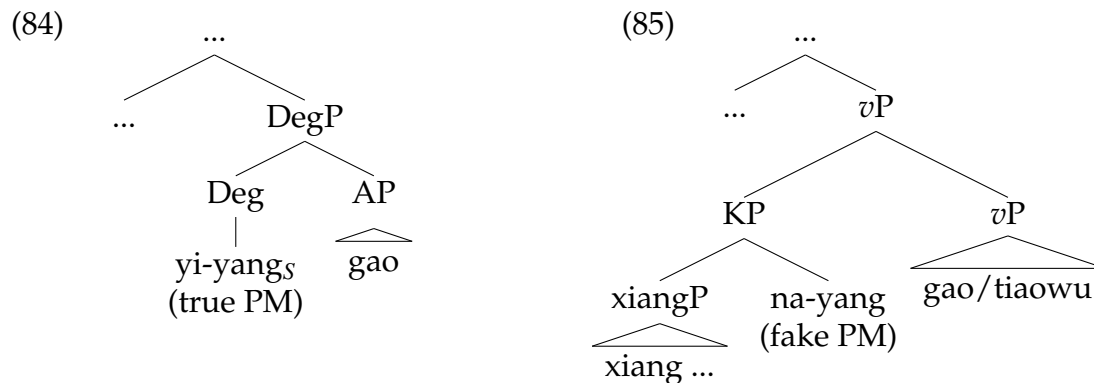 (84) ... (85) ...
... DegP ... vP
Deg AP KP vP
yi-yangS gao xiangP na-yang gao/tiaowu
(true PM) xiang ... (fake PM)